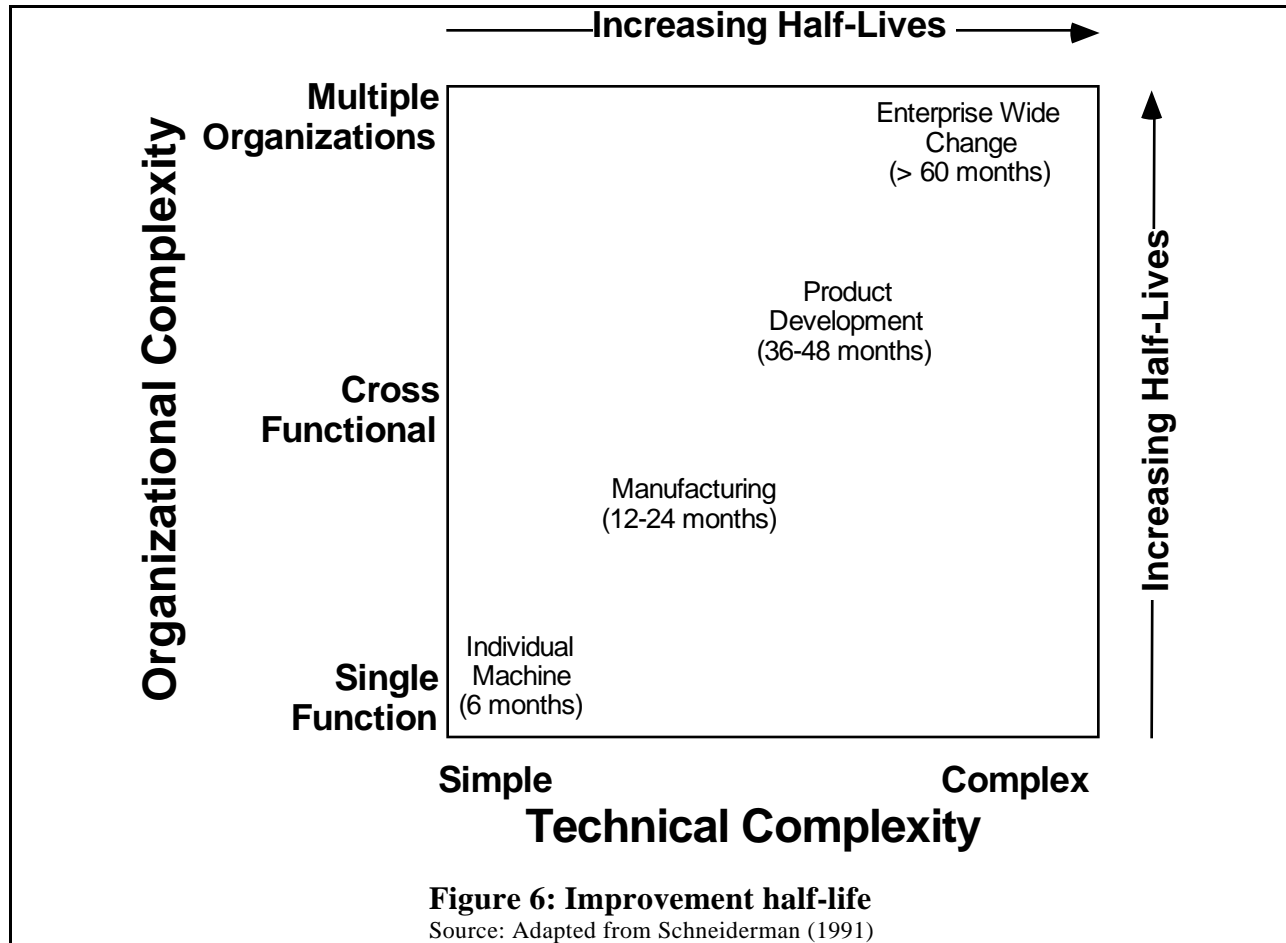 Increasing Half-Lives
Multiple
Organizations
Enterprise Wide
Change
(> 60 months)
Organizational Complexity
Increasing Half-Lives
Product
Development
(36-48 months)
Cross
Functional
Manufacturing
(12-24 months)
Individual
Machine
(6 months)
Single
Function
Simple
Complex
Technical Complexity
Figure 6: Improvement half-life
Source: Adapted from Schneiderman (1991)